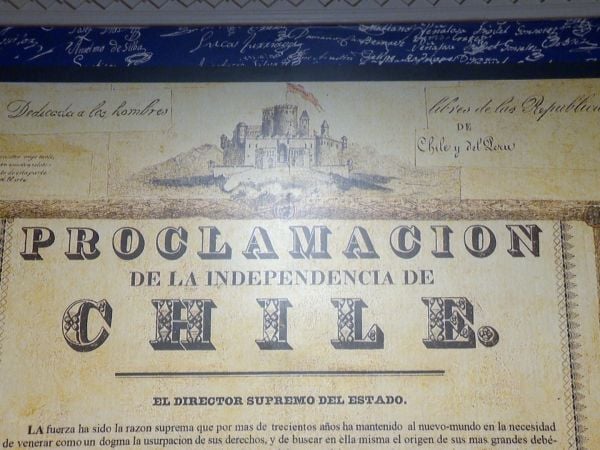 Anselmo de Silva
Dedicada a los hombres
libres de las Republicas
DE
Chile y del Peru
PROCLAMACION
DE LA INDEPENDENCIA DE
CHILE.
EL DIRECTOR SUPREMO DEL ESTADO.
LA fuerza ha sido la razon suprema que por mas de trecientos años ha mantenido al nuevo-mundo en la necesidad
de venerar como un dogma la usurpacion de sus derechos, y de buscar en ella misma el origen de sus mas grandes debé-